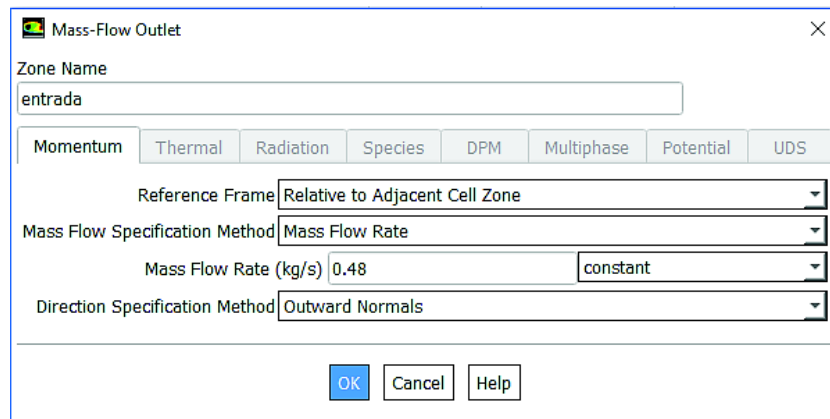 Mass-Flow Outlet
Zone Name
entrada
Momentum Thermal Radiation Species DPM Multiphase Potential UDS
Reference Frame Relative to Adjacent Cell Zone
Mass Flow Specification Method Mass Flow Rate
Mass Flow Rate (kg/s) 0.48 constant
Direction Specification Method Outward Normals
OK Cancel Help